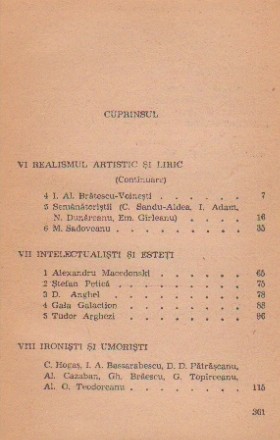 CUPRINSUL
VI REALISMUL ARTISTIC ȘI LIRIC
(Continuare)
4 I. Al. Brătescu-Voinești . . . . . 7
5 Semănătoriștii (C. Sandu-Aldea, I. Adam,
N. Dunăreanu, Em. Gîrleanu) . . . . 16
6 M. Sadoveanu . . . . . . . 35
VII INTELECTUALIȘTI ȘI ESTEȚI
1 Alexandru Macedonski . . . . . 65
2 Ștefan Petică . . . . . . . 75
3 D. Anghel . . . . . . . 78
4 Gala Galaction . . . . . . 88
5 Tudor Arghezi . . . . . . 96
VIII IRONIȘTI ȘI UMORIȘTI
C. Hogaș, I. A. Bassarabescu, D. D. Pătrășcanu,
Al. Cazaban, Gh. Brăescu, G. Topîrceanu,
Al. O. Teodoreanu . . . . . . 115
361